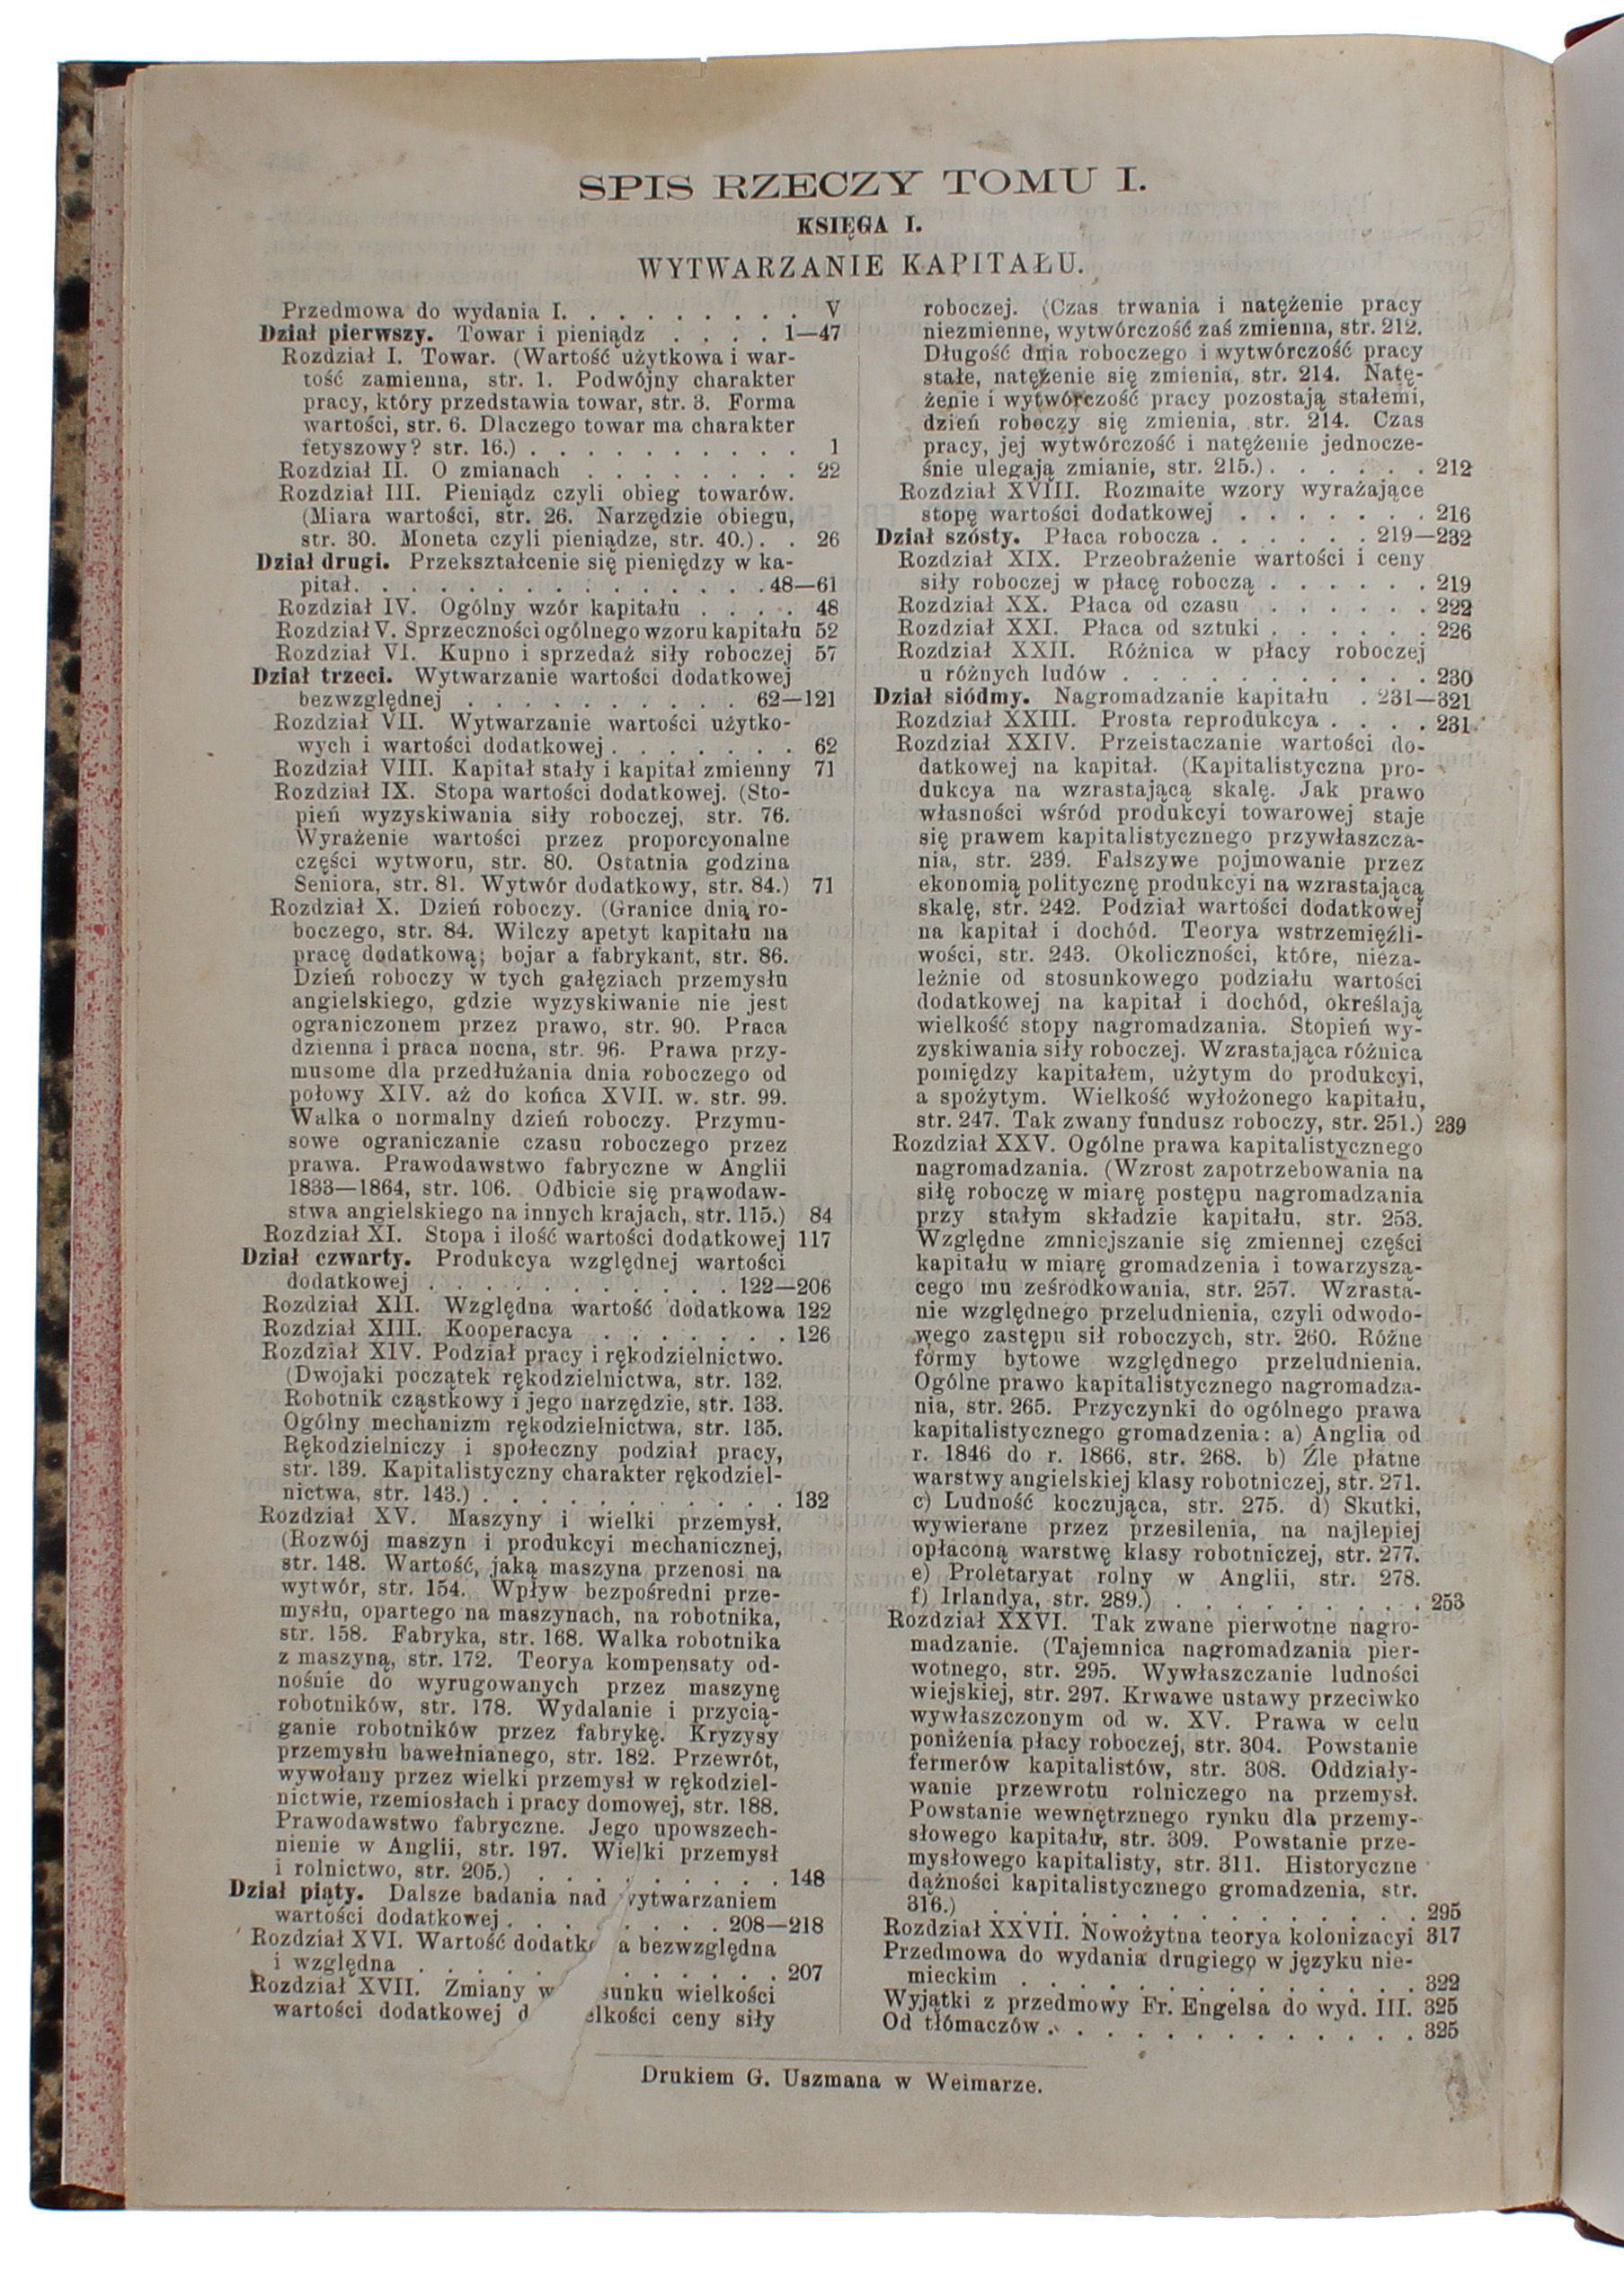 SPIS RZECZY TOMU I.
KSIĘGA I.
WYTWARZANIE KAPITAŁU.
Przedmowa do wydania I. . . . . . . . . . V
Dział pierwszy. Towar i pieniądz . . . . 1—47
Rozdział I. Towar. (Wartość użytkowa i war-
tość zamienna, str. 1. Podwójny charakter
pracy, który przedstawia towar, str. 3. Forma
wartości, str. 6. Dlaczego towar ma charakter
fetyszowy? str. 16.) . . . . . . . . . . 1
Rozdział II. O zmianach . . . . . . . . 22
Rozdział III. Pieniądz czyli obieg towarów.
(Miara wartości, str. 26. Narzędzie obiegu,
str. 30. Moneta czyli pieniądze, str. 40.). . 26
Dział drugi. Przekształcenie się pieniędzy w ka-
pitał. . . . . . . . . . . . . . . . 48—61
Rozdział IV. Ogólny wzór kapitału . . . . 48
Rozdział V. Sprzeczności ogólnego wzoru kapitału 52
Rozdział VI. Kupno i sprzedaż siły roboczej 57
Dział trzeci. Wytwarzanie wartości dodatkowej
bezwzględnej . . . . . . . . . . 62—121
Rozdział VII. Wytwarzanie wartości użytko-
wych i wartości dodatkowej . . . . . . . 62
Rozdział VIII. Kapitał stały i kapitał zmienny 71
Rozdział IX. Stopa wartości dodatkowej. (Sto-
pień wyzyskiwania siły roboczej, str. 76.
Wyrażenie wartości przez proporcyonalne
części wytworu, str. 80. Ostatnia godzina
Seniora, str. 81. Wytwór dodatkowy, str. 84.) 71
Rozdział X. Dzień roboczy. (Granice dnią ro-
boczego, str. 84. Wilczy apetyt kapitału na
pracę dodatkową; bojar a fabrykant, str. 86.
Dzień roboczy w tych gałęziach przemysłu
angielskiego, gdzie wyzyskiwanie nie jest
ograniczonem przez prawo, str. 90. Praca
dzienna i praca nocna, str. 96. Prawa przy-
musome dla przedłużania dnia roboczego od
połowy XIV. aż do końca XVII. w. str. 99.
Walka o normalny dzień roboczy. Przymu-
sowe ograniczanie czasu roboczego przez
prawa. Prawodawstwo fabryczne w Anglii
1833—1864, str. 106. Odbicie się prawodaw-
stwa angielskiego na innych krajach, str. 115.) 84
Rozdział XI. Stopa i ilość wartości dodatkowej 117
Dział czwarty. Produkcya względnej wartości
dodatkowej . . . . . . . . . . . 122—206
Rozdział XII. Względna wartość dodatkowa 122
Rozdział XIII. Kooperacya . . . . . . . 126
Rozdział XIV. Podział pracy i rękodzielnictwo.
(Dwojaki początek rękodzielnictwa, str. 132.
Robotnik cząstkowy i jego narzędzie, str. 133.
Ogólny mechanizm rękodzielnictwa, str. 135.
Rękodzielniczy i społeczny podział pracy,
str. 139. Kapitalistyczny charakter rękodziel-
nictwa, str. 143.) . . . . . . . . . . . 132
Rozdział XV. Maszyny i wielki przemysł.
(Rozwój maszyn i produkcyi mechanicznej,
str. 148. Wartość, jaką maszyna przenosi na
wytwór, str. 154. Wpływ bezpośredni prze-
mysłu, opartego na maszynach, na robotnika,
str. 158. Fabryka, str. 168. Walka robotnika
z maszyną, str. 172. Teorya kompensaty od-
nośnie do wyrugowanych przez maszynę
robotników, str. 178. Wydalanie i przycią-
ganie robotników przez fabrykę. Kryzysy
przemysłu bawełnianego, str. 182. Przewrót,
wywołany przez wielki przemysł w rękodziel-
nictwie, rzemiosłach i pracy domowej, str. 188.
Prawodawstwo fabryczne. Jego upowszech-
nienie w Anglii, str. 197. Wielki przemysł
i rolnictwo, str. 205.) . . . . . . . . . 148
Dział piąty. Dalsze badania nad
wartości dodatkowej . . . . . . . . 208—218
Rozdział XVI. Wartość bezwzględna
i względna . . . . . . . . . . . . 207
Rozdział XVII. Zmiany wielkości
wartości dodatkowej ceny siły
roboczej. (Czas trwania i natężenie pracy
niezmienne, wytwórczość zaś zmienna, str. 212.
Długość dnia roboczego i wytwórczość pracy
stałe, natężenie się zmienia, str. 214. Natę-
żenie i wytwórczość pracy pozostają stałemi,
dzień roboczy się zmienia, str. 214. Czas
pracy, jej wytwórczość i natężenie jednocze-
śnie ulegają zmianie, str. 215.) . . . . . . 212
Rozdział XVIII. Rozmaite wzory wyrażające
stopę wartości dodatkowej . . . . . . . 216
Dział szósty. Płaca robocza . . . . . . 219—232
Rozdział XIX. Przeobrażenie wartości i ceny
siły roboczej w płacę roboczą . . . . . . 219
Rozdział XX. Płaca od czasu . . . . . . 222
Rozdział XXI. Płaca od sztuki . . . . . . 226
Rozdział XXII. Różnica w płacy roboczej
u różnych ludów . . . . . . . . . . . . 230
Dział siódmy. Nagromadzanie kapitału . 231—321
Rozdział XXIII. Prosta reprodukcya . . . . 231
Rozdział XXIV. Przeistaczanie wartości do-
datkowej na kapitał. (Kapitalistyczna pro-
dukcya na wzrastającą skalę. Jak prawo
własności wśród produkcyi towarowej staje
się prawem kapitalistycznego przywłaszcza-
nia, str. 239. Fałszywe pojmowanie przez
ekonomią politycznę produkcyi na wzrastającą
skalę, str. 242. Podział wartości dodatkowej
na kapitał i dochód. Teorya wstrzemięźli-
wości, str. 243. Okoliczności, które, nieza-
leżnie od stosunkowego podziału wartości
dodatkowej na kapitał i dochód, określają
wielkość stopy nagromadzania. Stopień wy-
zyskiwania siły roboczej. Wzrastająca różnica
pomiędzy kapitałem, użytym do produkcyi,
a spożytym. Wielkość wyłożonego kapitału,
str. 247. Tak zwany fundusz roboczy, str. 251.) 239
Rozdział XXV. Ogólne prawa kapitalistycznego
nagromadzania. (Wzrost zapotrzebowania na
siłę roboczę w miarę postępu nagromadzania
przy stałym składzie kapitału, str. 253.
Względne zmniejszanie się zmiennej części
kapitału w miarę gromadzenia i towarzyszą-
cego mu ześrodkowania, str. 257. Wzrasta-
nie względnego przeludnienia, czyli odwodo-
wego zastępu sił roboczych, str. 260. Różne
formy bytowe względnego przeludnienia.
Ogólne prawo kapitalistycznego nagromadza-
nia, str. 265. Przyczynki do ogólnego prawa
kapitalistycznego gromadzenia: a) Anglia od
r. 1846 do r. 1866, str. 268. b) Źle płatne
warstwy angielskiej klasy robotniczej, str. 271.
c) Ludność koczująca, str. 275. d) Skutki,
wywierane przez przesilenia, na najlepiej
opłaconą warstwę klasy robotniczej, str. 277.
e) Proletaryat rolny w Anglii, str. 278.
f) Irlandya, str. 289.) . . . . . . . . . . 253
Rozdział XXVI. Tak zwane pierwotne nagro-
madzanie. (Tajemnica nagromadzania pier-
wotnego, str. 295. Wywłaszczanie ludności
wiejskiej, str. 297. Krwawe ustawy przeciwko
wywłaszczonym od w. XV. Prawa w celu
poniżenia płacy roboczej, str. 304. Powstanie
fermerów kapitalistów, str. 308. Oddziały-
wanie przewrotu rolniczego na przemysł.
Powstanie wewnętrznego rynku dla przemy-
słowego kapitału, str. 309. Powstanie prze-
mysłowego kapitalisty, str. 311. Historyczne
dążności kapitalistycznego gromadzenia, str.
316.) . . . . . . . . . . . . . . . . 295
Rozdział XXVII. Nowożytna teorya kolonizacyi 317
Przedmowa do wydania drugiego w języku nie-
mieckim . . . . . . . . . . . . . . 322
Wyjątki z przedmowy Fr. Engelsa do wyd. III. 325
Od tłómaczów . . . . . . . . . . . . . 325
Drukiem G. Uszmana w Weimarze.